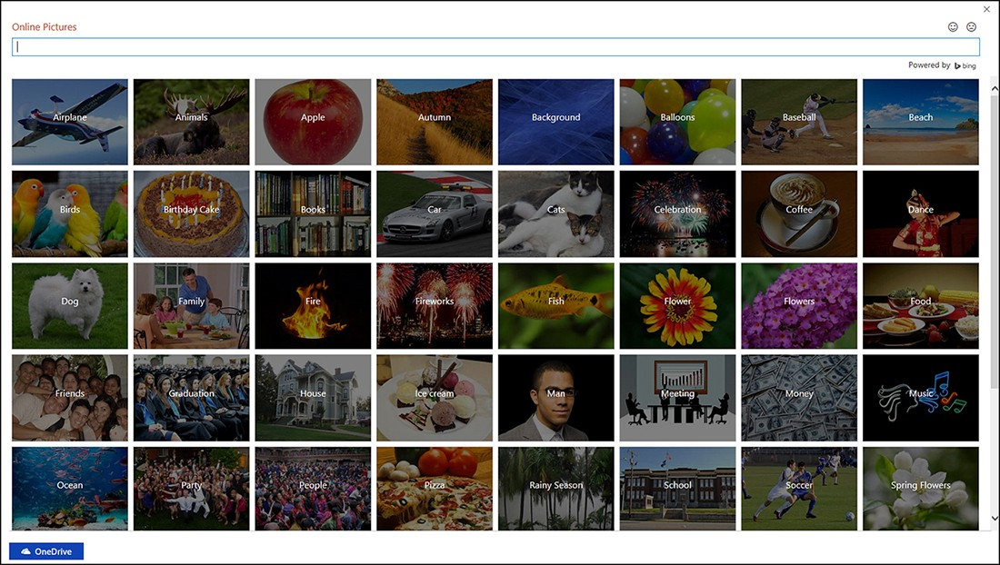 Online Pictures
Powered by bing
Airplane Animals Apple Autumn Background Balloons Baseball Beach
Birds Birthday Cake Books Car Cats Celebration Coffee Dance
Dog Family Fire Fireworks Fish Flower Flowers Food
Friends Graduation House Ice cream Man Meeting Money Music
Ocean Party People Pizza Rainy Season School Soccer Spring Flowers
OneDrive